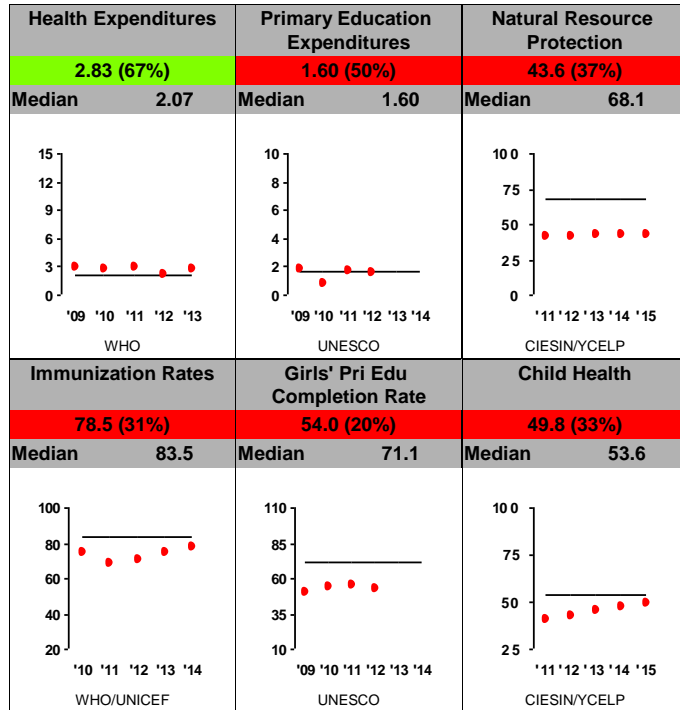 Health Expenditures
2.83 (67%)
Median 2.07
15
12
9
6
3
0
'09 '10 '11 '12 '13
WHO
Primary Education
Expenditures
1.60 (50%)
Median 1.60
10
8
6
4
2
0
'09 '10 '11 '12 '13 '14
UNESCO
Natural Resource
Protection
43.6 (37%)
Median 68.1
100
75
50
25
0
'11 '12 '13 '14 '15
CIESIN/YCELP
Immunization Rates
78.5 (31%)
Median 83.5
100
80
60
40
20
'10 '11 '12 '13 '14
WHO/UNICEF
Girls' Pri Edu
Completion Rate
54.0 (20%)
Median 71.1
110
85
60
35
10
'09 '10 '11 '12 '13 '14
UNESCO
Child Health
49.8 (33%)
Median 53.6
100
75
50
25
'11 '12 '13 '14 '15
CIESIN/YCELP